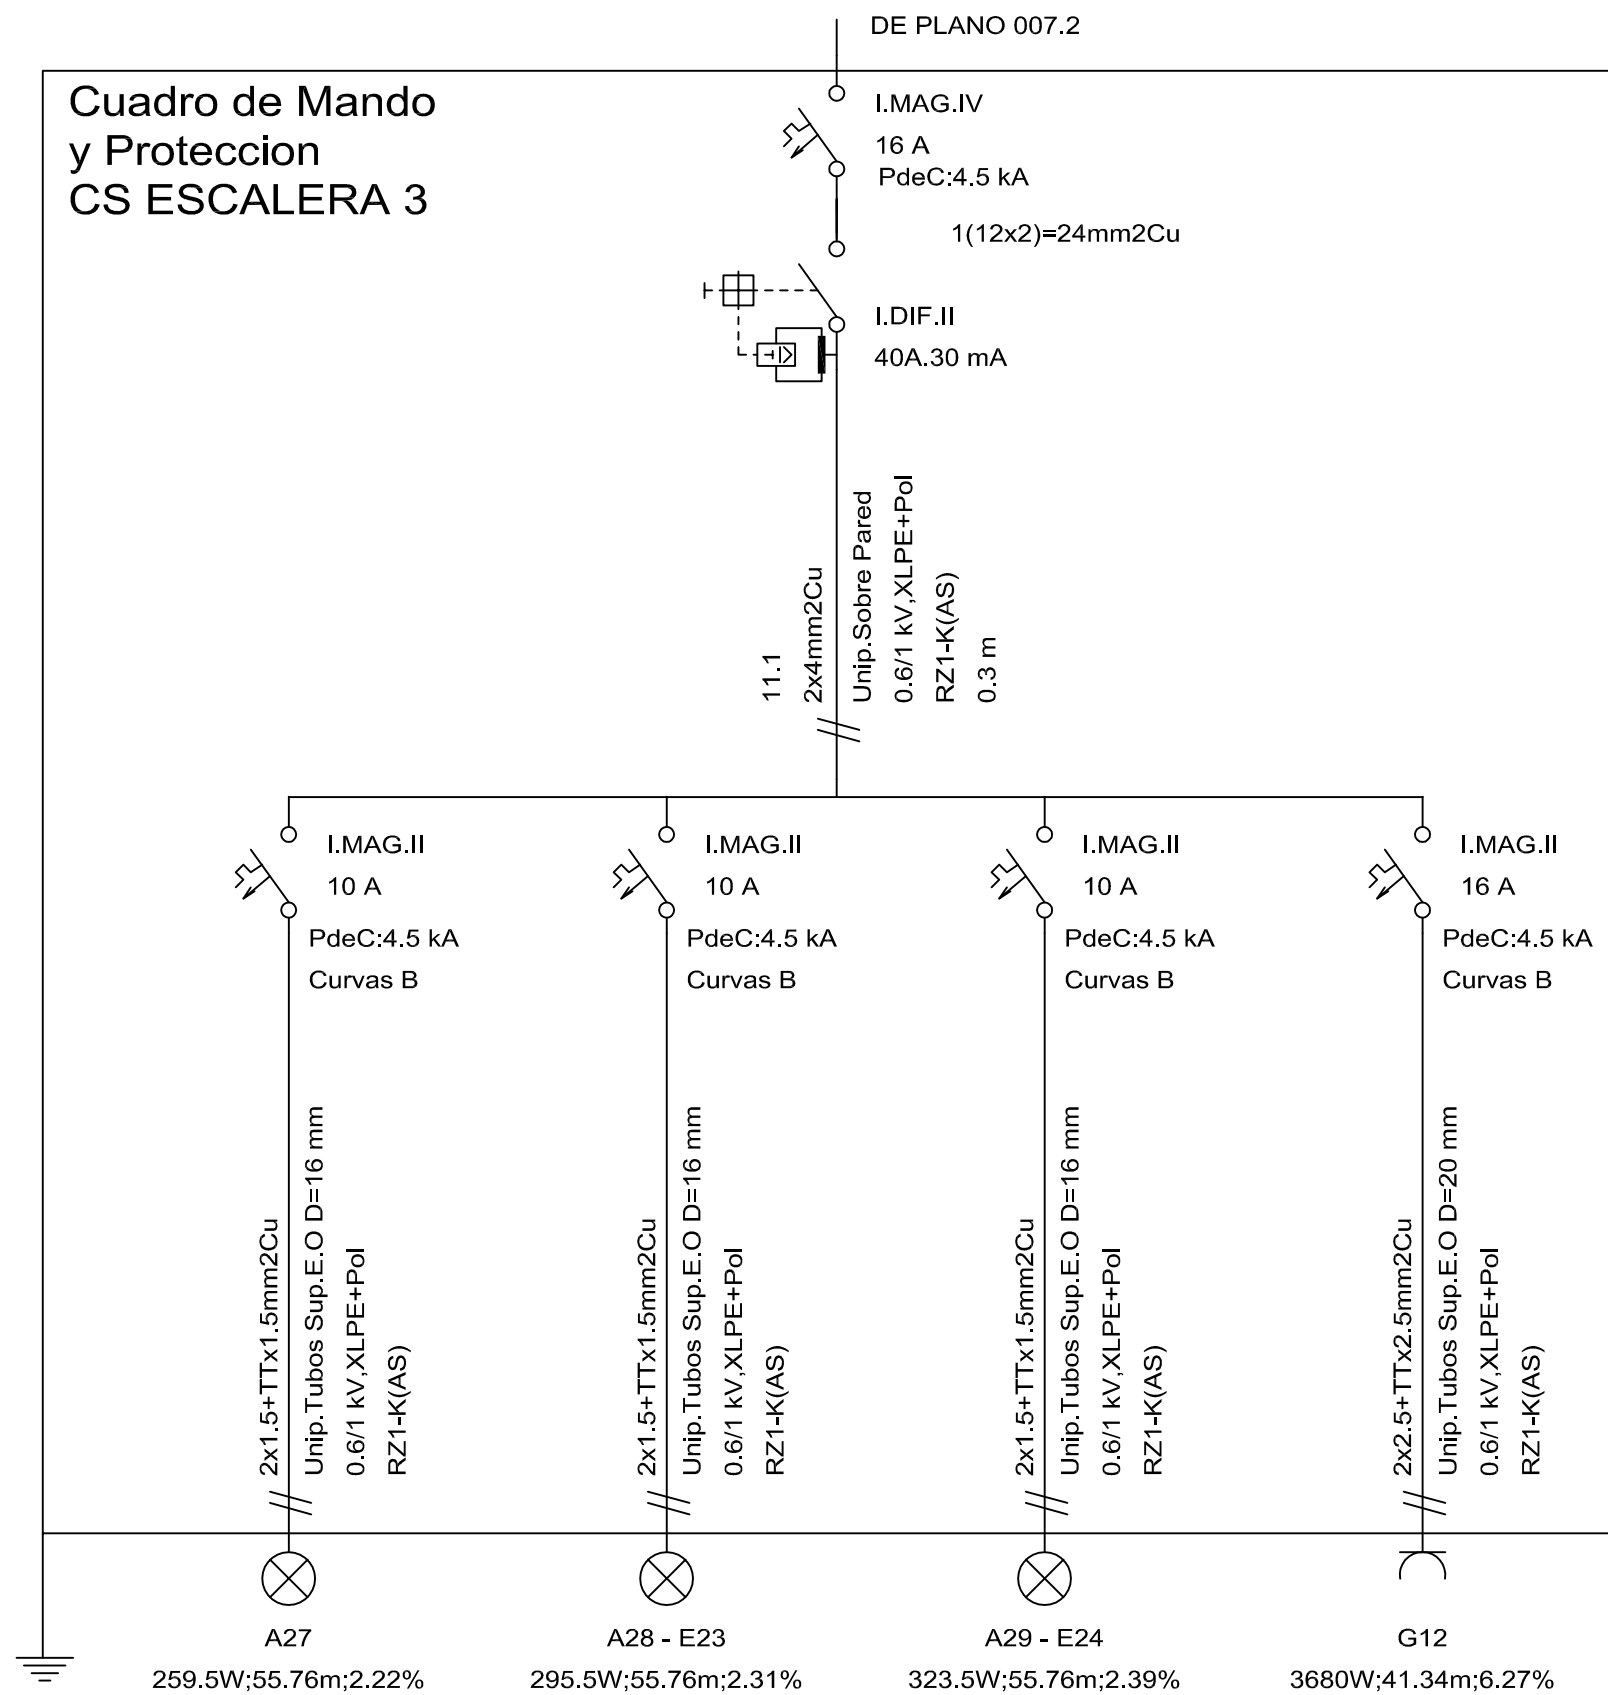 DE PLANO 007.2
Cuadro de Mando
y Proteccion
CS ESCALERA 3
I.MAG.IV
16 A
PdeC:4.5 kA
1(12x2)=24mm2Cu
I.DIF.II
40A.30 mA
11.1
2x4mm2Cu
Unip.Sobre Pared
0.6/1 kV,XLPE+Pol
RZ1-K(AS)
0.3 m
I.MAG.II
10 A
PdeC:4.5 kA
Curvas B
I.MAG.II
10 A
PdeC:4.5 kA
Curvas B
I.MAG.II
10 A
PdeC:4.5 kA
Curvas B
I.MAG.II
16 A
PdeC:4.5 kA
Curvas B
2x1.5+TTx1.5mm2Cu
Unip.Tubos Sup.E.O D=16 mm
0.6/1 kV,XLPE+Pol
RZ1-K(AS)
2x1.5+TTx1.5mm2Cu
Unip.Tubos Sup.E.O D=16 mm
0.6/1 kV,XLPE+Pol
RZ1-K(AS)
2x1.5+TTx1.5mm2Cu
Unip.Tubos Sup.E.O D=16 mm
0.6/1 kV,XLPE+Pol
RZ1-K(AS)
2x2.5+TTx2.5mm2Cu
Unip.Tubos Sup.E.O D=20 mm
0.6/1 kV,XLPE+Pol
RZ1-K(AS)
A27
259.5W;55.76m;2.22%
A28 - E23
295.5W;55.76m;2.31%
A29 - E24
323.5W;55.76m;2.39%
G12
3680W;41.34m;6.27%